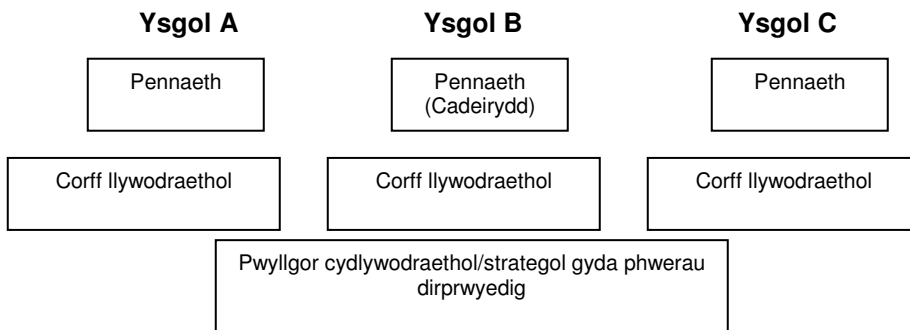 Ysgol A
Ysgol B
Ysgol C
Pennaeth
Pennaeth
(Cadeirydd)
Pennaeth
Corff llywodraethol
Corff llywodraethol
Corff llywodraethol
Pwyllgor cydlywodraethol/strategol gyda phwerau
dirprwyedig